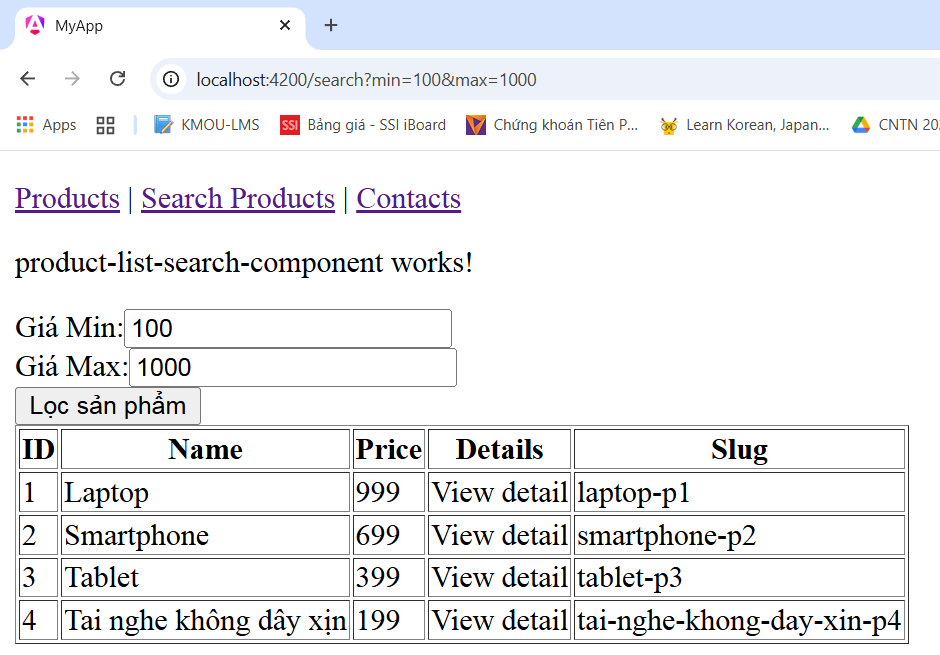 MyApp
localhost:4200/search?min=100&max=1000
Apps KMOU-LMS SSI Bảng giá - SSI iBoard Chứng khoán Tiên P... Learn Korean, Japan... CNTN 202
Products | Search Products | Contacts
product-list-search-component works!
Giá Min: 100
Giá Max: 1000
Lọc sản phẩm
ID Name Price Details Slug
1 Laptop 999 View detail laptop-p1
2 Smartphone 699 View detail smartphone-p2
3 Tablet 399 View detail tablet-p3
4 Tai nghe không dây xịn 199 View detail tai-nghe-khong-day-xin-p4